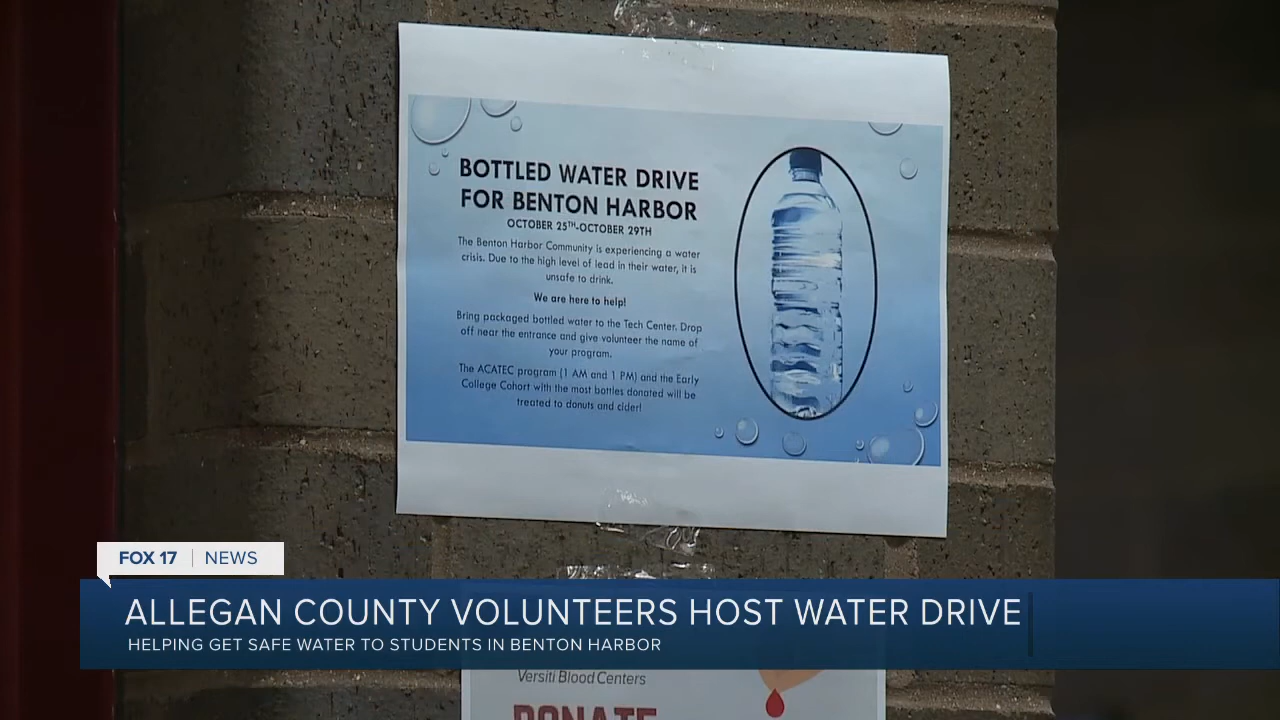 BOTTLED WATER DRIVE
FOR BENTON HARBOR
OCTOBER 25TH-OCTOBER 29TH
The Benton Harbor Community is experiencing a water
crisis. Due to the high level of lead in their water, it is
unsafe to drink.
We are here to help!
Bring packaged bottled water to the Tech Center. Drop
off near the entrance and give volunteer the name of
your program.
The ACATEC program (1 AM and 1 PM) and the Early
College Cohort with the most bottles donated will be
treated to donuts and cider!
FOX 17 | NEWS
ALLEGAN COUNTY VOLUNTEERS HOST WATER DRIVE
HELPING GET SAFE WATER TO STUDENTS IN BENTON HARBOR
Versiti Blood Centers
DONATE